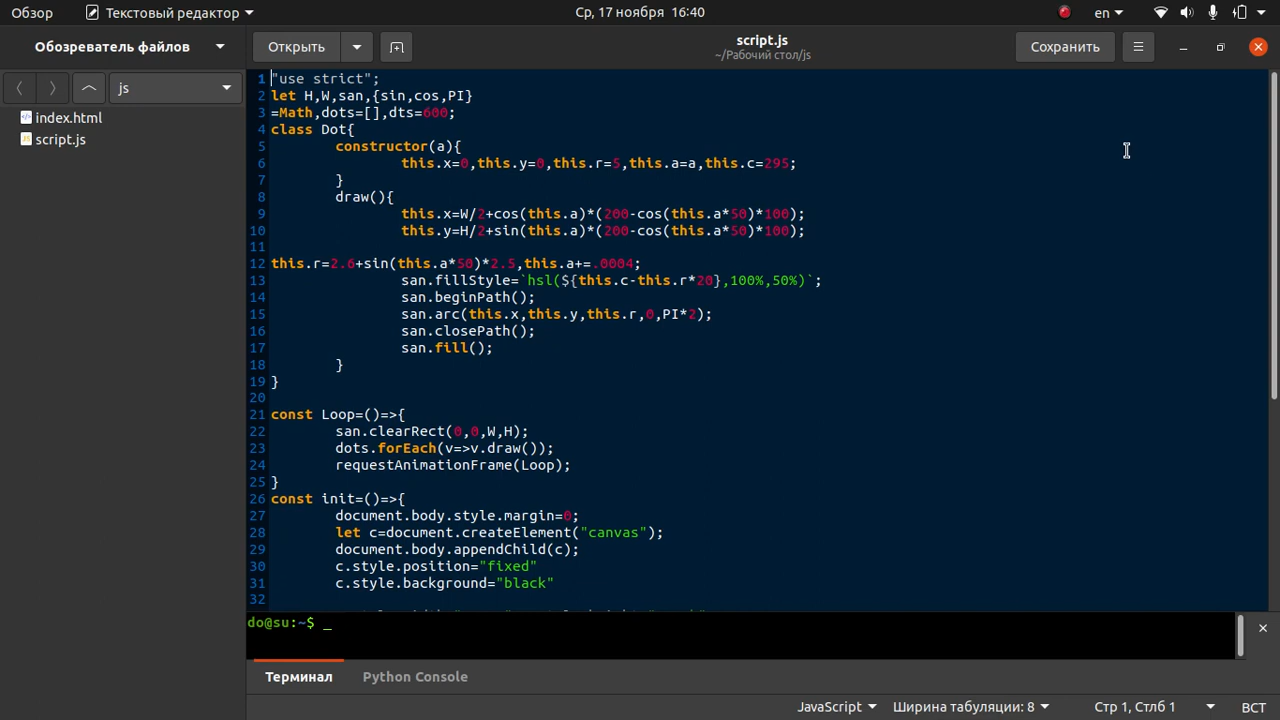 Обзор
Текстовый редактор
Ср, 17 ноября 16:40
en
Обозреватель файлов
Открыть
script.js
~/Рабочий стол/js
Сохранить
js
index.html
script.js
1 "use strict";
2 let H,W,san,{sin,cos,PI}
3 =Math,dots=[],dts=600;
4 class Dot{
5 constructor(a){
6 this.x=0,this.y=0,this.r=5,this.a=a,this.c=295;
7 }
8 draw(){
9 this.x=W/2+cos(this.a)*(200-cos(this.a*50)*100);
10 this.y=H/2+sin(this.a)*(200-cos(this.a*50)*100);
11
12 this.r=2.6+sin(this.a*50)*2.5,this.a+=.0004;
13 san.fillStyle=`hsl(${this.c-this.r*20},100%,50%)`;
14 san.beginPath();
15 san.arc(this.x,this.y,this.r,0,PI*2);
16 san.closePath();
17 san.fill();
18 }
19 }
20
21 const Loop=()=>{
22 san.clearRect(0,0,W,H);
23 dots.forEach(v=>v.draw());
24 requestAnimationFrame(Loop);
25 }
26 const init=()=>{
27 document.body.style.margin=0;
28 let c=document.createElement("canvas");
29 document.body.appendChild(c);
30 c.style.position="fixed"
31 c.style.background="black"
32
do@su:~$ _
Терминал
Python Console
JavaScript
Ширина табуляции: 8
Стр 1, Стлб 1
ВСТ